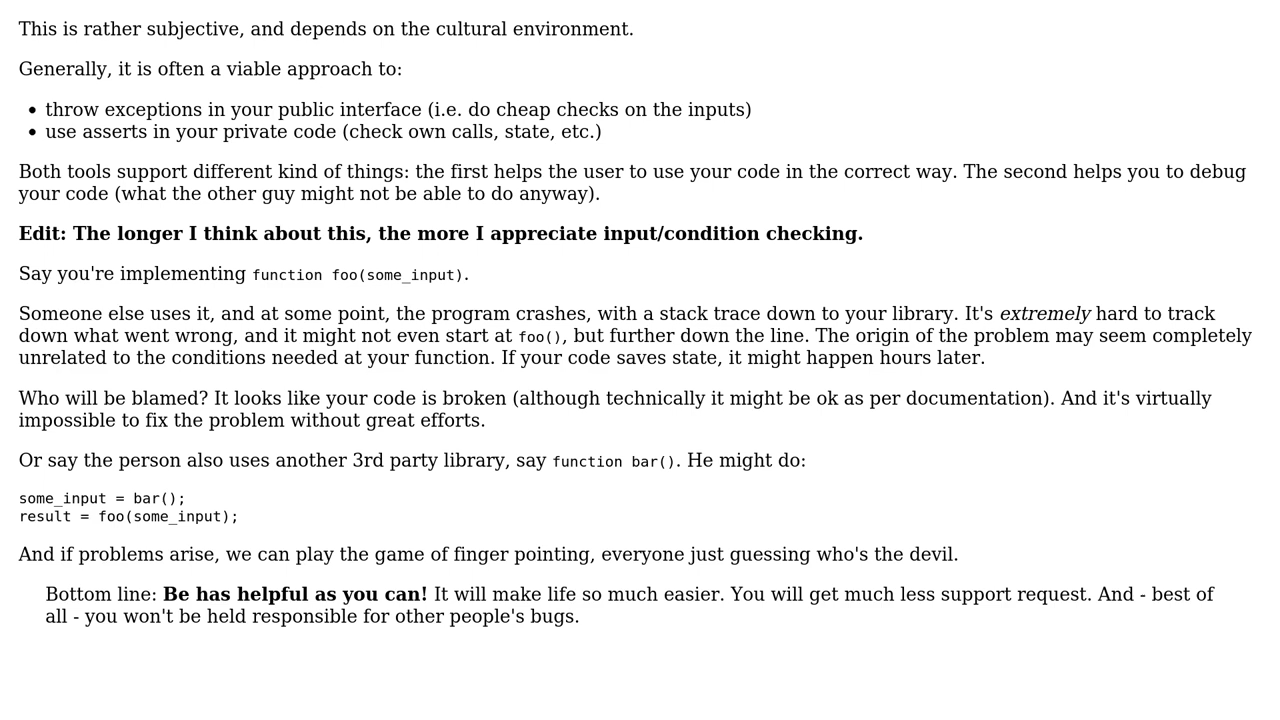 This is rather subjective, and depends on the cultural environment.
Generally, it is often a viable approach to:
• throw exceptions in your public interface (i.e. do cheap checks on the inputs)
• use asserts in your private code (check own calls, state, etc.)
Both tools support different kind of things: the first helps the user to use your code in the correct way. The second helps you to debug
your code (what the other guy might not be able to do anyway).
Edit: The longer I think about this, the more I appreciate input/condition checking.
Say you're implementing function foo(some_input).
Someone else uses it, and at some point, the program crashes, with a stack trace down to your library. It's extremely hard to track
down what went wrong, and it might not even start at foo(), but further down the line. The origin of the problem may seem completely
unrelated to the conditions needed at your function. If your code saves state, it might happen hours later.
Who will be blamed? It looks like your code is broken (although technically it might be ok as per documentation). And it's virtually
impossible to fix the problem without great efforts.
Or say the person also uses another 3rd party library, say function bar(). He might do:
some_input = bar();
result = foo(some_input);
And if problems arise, we can play the game of finger pointing, everyone just guessing who's the devil.
Bottom line: Be has helpful as you can! It will make life so much easier. You will get much less support request. And - best of
all - you won't be held responsible for other people's bugs.